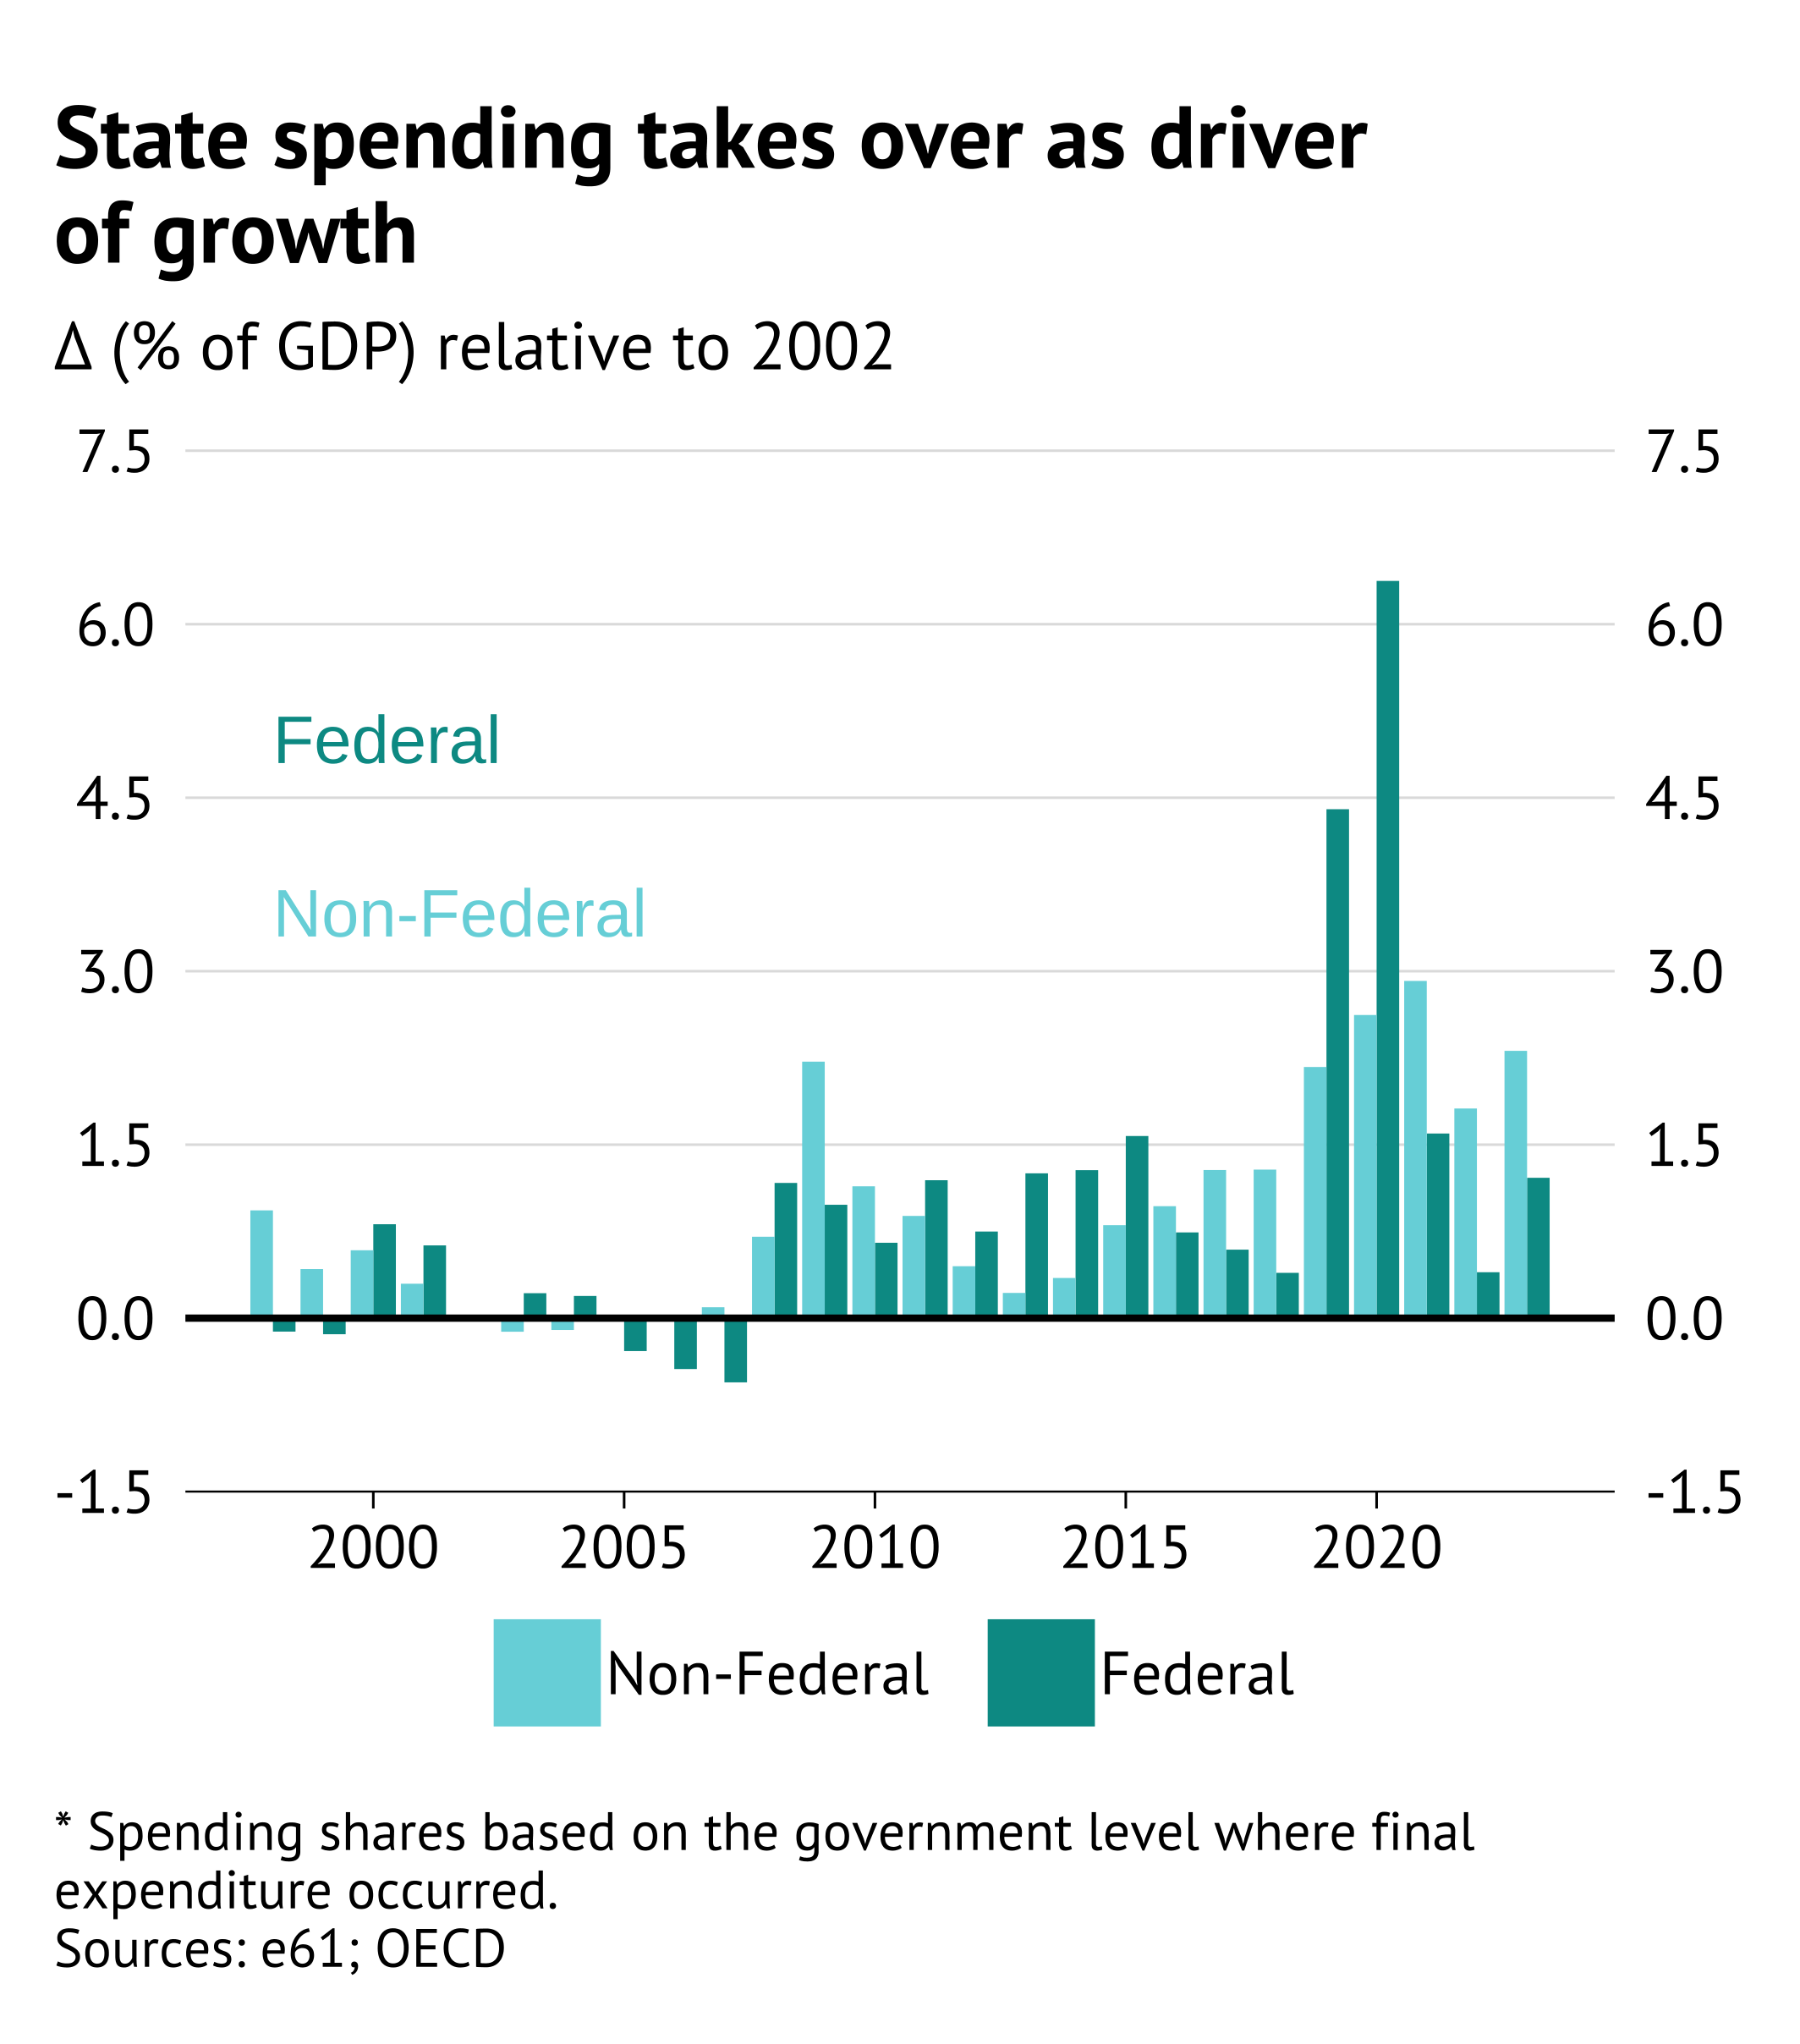 State spending takes over as driver
of growth
Δ (% of GDP) relative to 2002
7.5 7.5
6.0 6.0
Federal
4.5 4.5
Non-Federal
3.0 3.0
1.5 1.5
0.0 0.0
-1.5 -1.5
2000 2005 2010 2015 2020
Non-Federal Federal
* Spending shares based on the government level where final
expenditure occurred.
Sources: e61; OECD